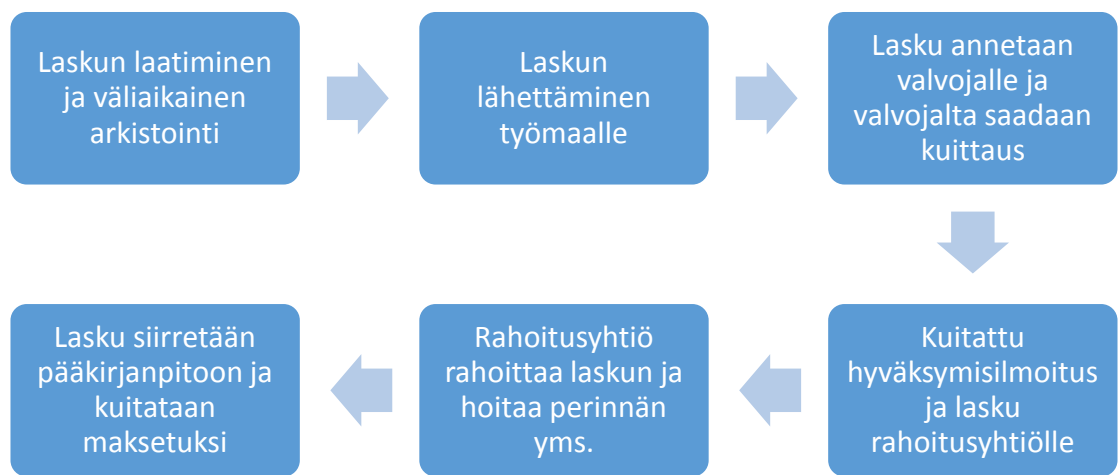 Laskun laatiminen
ja väliaikainen
arkistointi
Laskun
lähettäminen
työmaalle
Lasku annetaan
valvojalle ja
valvojalta saadaan
kuittaus
Kuitattu
hyväksymisilmoitus
ja lasku
rahoitusyhtiölle
Rahoitusyhtiö
rahoittaa laskun ja
hoitaa perinnän
yms.
Lasku siirretään
pääkirjanpitoon ja
kuitataan
maksetuksi